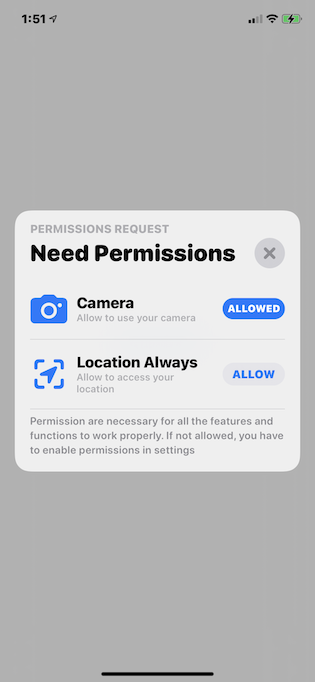 1:51
PERMISSIONS REQUEST
Need Permissions
Camera
Allow to use your camera
ALLOWED
Location Always
Allow to access your
location
ALLOW
Permission are necessary for all the features and
functions to work properly. If not allowed, you have
to enable permissions in settings